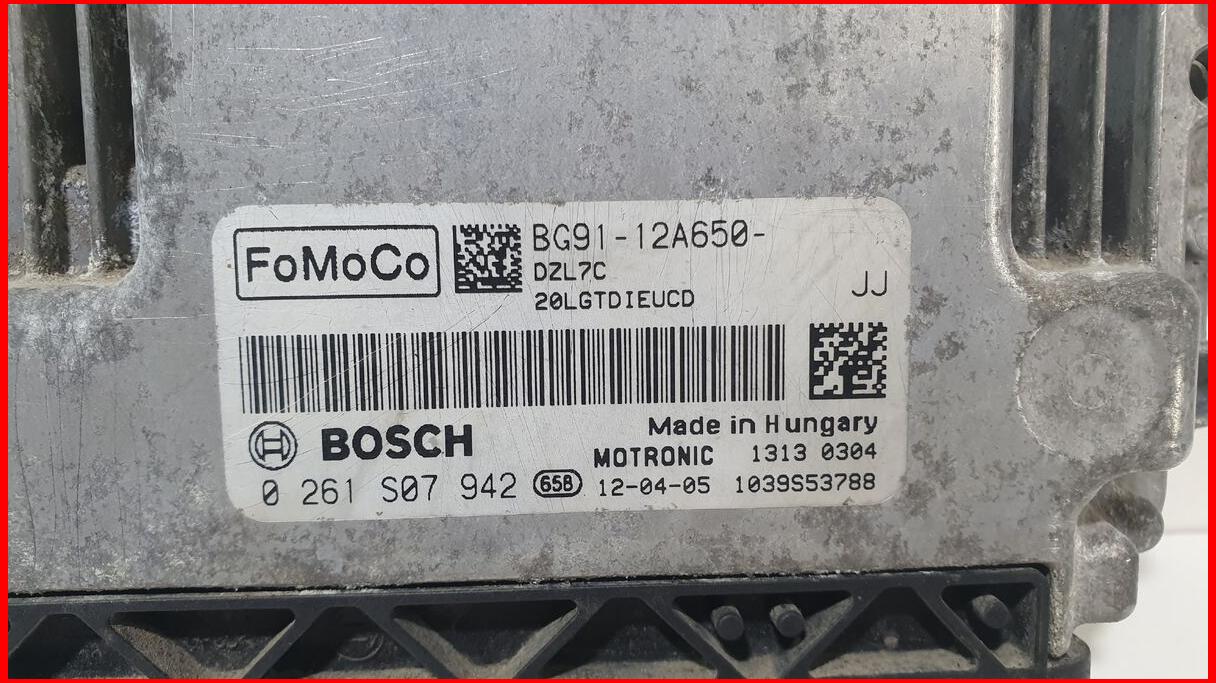 FoMoCo
BG91-12A650-
DZL7C
20LGTDIEUCD
JJ
Made in Hungary
BOSCH
MOTRONIC 1313 0304
0 261 S07 942 658 12-04-05 1039S53788